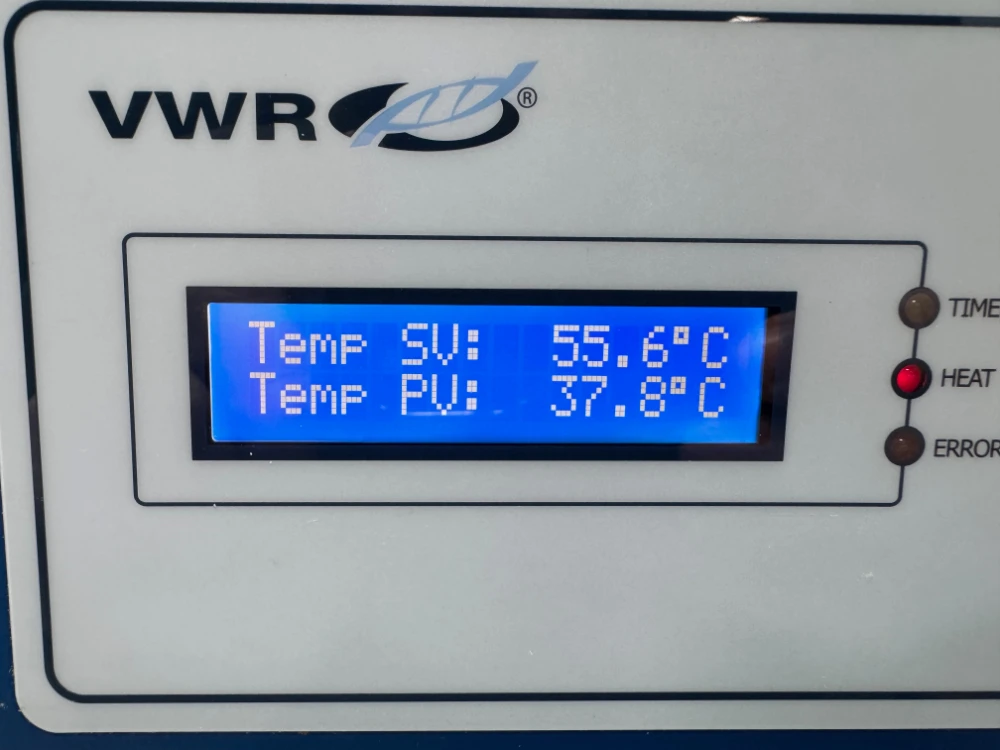 VWR®
Temp SV: 55.6°C
Temp PV: 37.8°C
TIME
HEAT
ERROR